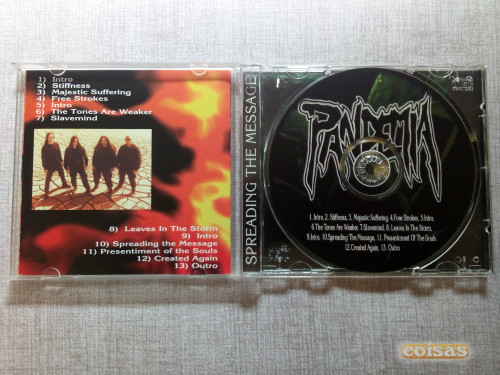 1) Intro
2) Stiffness
3) Majestic Suffering
4) Free Strokes
5) Intro
6) The Tones Are Weaker
7) Slavemind
8) Leaves In The Storm
9) Intro
10) Spreading the Message
11) Presentiment of the Souls
12) Created Again
13) Outro
SPREADING THE MESSAGE
PANDEMIA
1. Intro, 2. Stiffness, 3. Majestic Suffering, 4.Free Strokes, 5.Intro,
6.The Tones Are Weaker, 7.Slavemind, 8. Leaves In The Storm,
9.Intro, 10.Spreading The Message, 11. Presentiment Of The Souls,
12.Created Again, 13. Outro
coisas